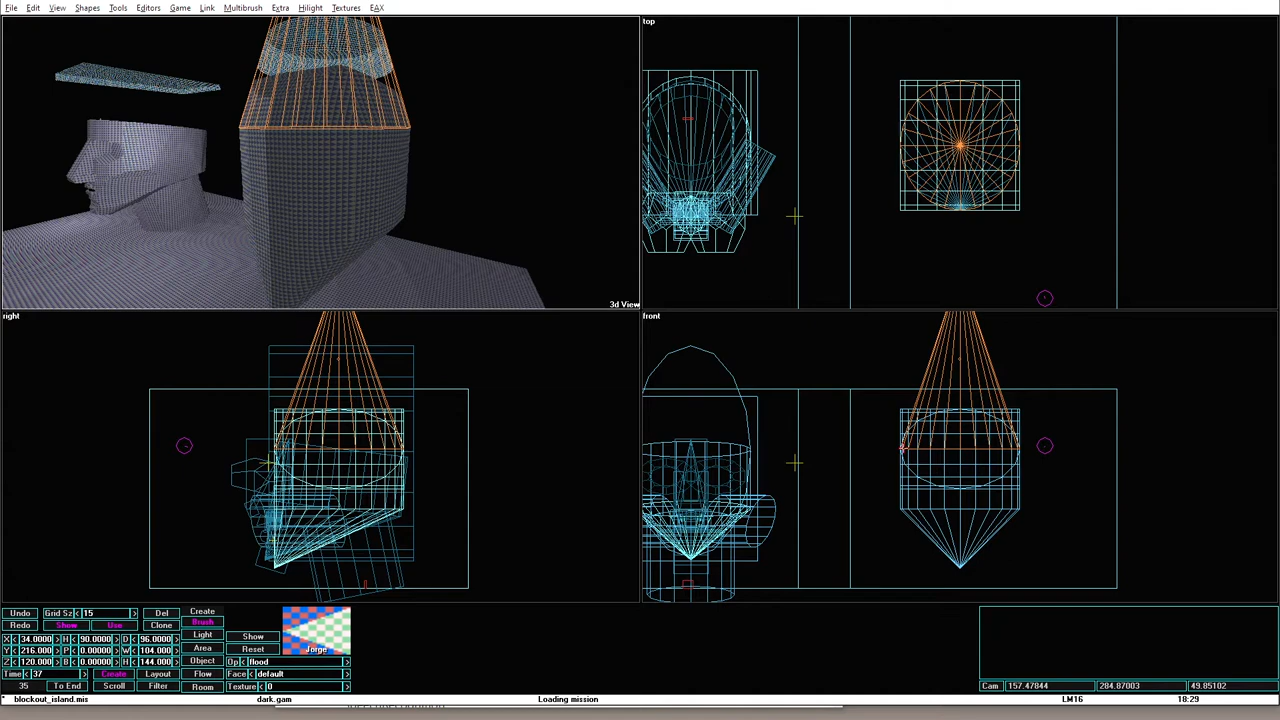 File Edit View Shapes Tools Editors Game Link Multibrush Extra Hilight Textures EAX
top
3d View
right
front
Undo Grid Sz 15 Del Create
Redo Show Use Clone Brush
X 34.0000 H 90.0000 D 96.0000 Light Show
Y 216.000 P 0.00000 W 104.000 Area Reset
Z 120.000 B 0.00000 H 144.000 Object Op flood
Time 37 Create Layout Flow Face default
35 To End Scroll Filter Room Texture 0
Jorge
Cam 157.47844 284.87003 49.85102
* blockout_island.mis dark.gam Loading mission LM16 18:29